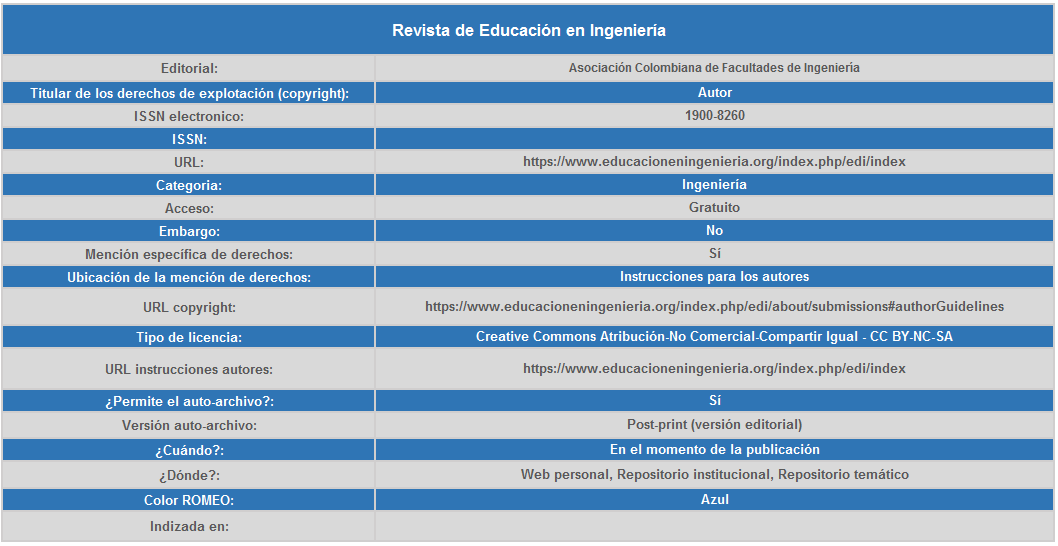 Revista de Educación en Ingeniería
Editorial: Asociación Colombiana de Facultades de Ingeniería
Titular de los derechos de explotación (copyright): Autor
ISSN electronico: 1900-8260
ISSN:
URL: https://www.educacioneningenieria.org/index.php/edi/index
Categoria: Ingeniería
Acceso: Gratuito
Embargo: No
Mención específica de derechos: Sí
Ubicación de la mención de derechos: Instrucciones para los autores
URL copyright: https://www.educacioneningenieria.org/index.php/edi/about/submissions#authorGuidelines
Tipo de licencia: Creative Commons Atribución-No Comercial-Compartir Igual - CC BY-NC-SA
URL instrucciones autores: https://www.educacioneningenieria.org/index.php/edi/index
¿Permite el auto-archivo?: Sí
Versión auto-archivo: Post-print (versión editorial)
¿Cuándo?: En el momento de la publicación
¿Dónde?: Web personal, Repositorio institucional, Repositorio temático
Color ROMEO: Azul
Indizada en: